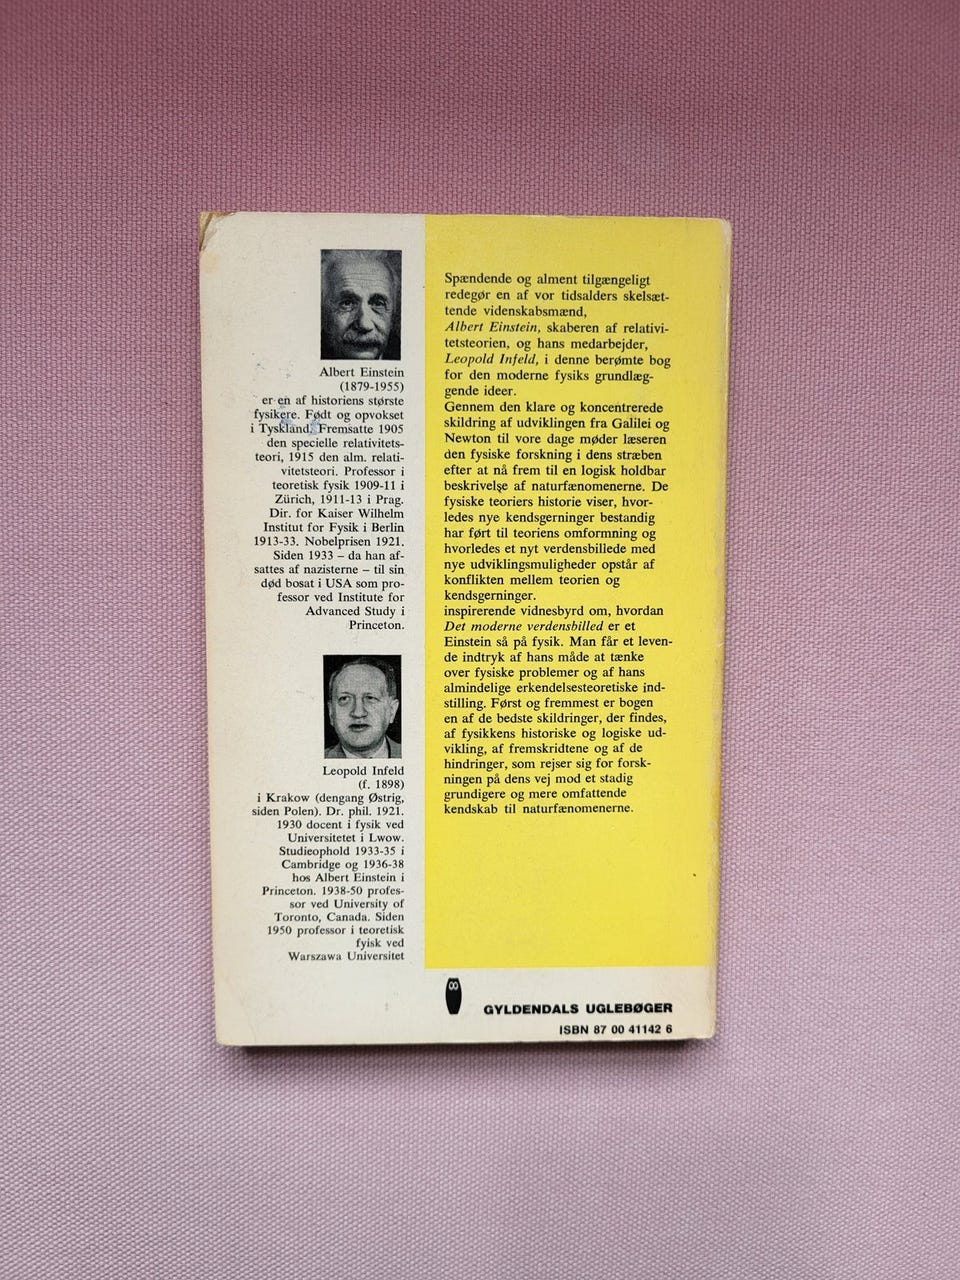 Albert Einstein
(1879-1955)
er en af historiens største
fysikere. Født og opvokset
i Tyskland. Fremsatte 1905
den specielle relativitets-
teori, 1915 den alm. relati-
vitetsteori. Professor i
teoretisk fysik 1909-11 i
Zürich, 1911-13 i Prag.
Dir. for Kaiser Wilhelm
Institut for Fysik i Berlin
1913-33. Nobelprisen 1921.
Siden 1933 – da han af-
sattes af nazisterne – til sin
død bosat i USA som pro-
fessor ved Institute for
Advanced Study i
Princeton.
Leopold Infeld
(f. 1898)
i Krakow (dengang Østrig,
siden Polen). Dr. phil. 1921.
1930 docent i fysik ved
Universitetet i Lwow.
Studieophold 1933-35 i
Cambridge og 1936-38
hos Albert Einstein i
Princeton. 1938-50 profes-
sor ved University of
Toronto, Canada. Siden
1950 professor i teoretisk
fyisk ved
Warszawa Universitet
Spændende og alment tilgængeligt
redegør en af vor tidsalders skelsæt-
tende videnskabsmænd,
Albert Einstein, skaberen af relativi-
tetsteorien, og hans medarbejder,
Leopold Infeld, i denne berømte bog
for den moderne fysiks grundlæg-
gende ideer.
Gennem den klare og koncentrerede
skildring af udviklingen fra Galilei og
Newton til vore dage møder læseren
den fysiske forskning i dens stræben
efter at nå frem til en logisk holdbar
beskrivelse af naturfænomenerne. De
fysiske teoriers historie viser, hvor-
ledes nye kendsgerninger bestandig
har ført til teoriens omformning og
hvorledes et nyt verdensbillede med
nye udviklingsmuligheder opstår af
konflikten mellem teorien og
kendsgerninger.
inspirerende vidnesbyrd om, hvordan
Det moderne verdensbilled er et
Einstein så på fysik. Man får et leven-
de indtryk af hans måde at tænke
over fysiske problemer og af hans
almindelige erkendelsesteoretiske ind-
stilling. Først og fremmest er bogen
en af de bedste skildringer, der findes,
af fysikkens historiske og logiske ud-
vikling, af fremskridtene og af de
hindringer, som rejser sig for forsk-
ningen på dens vej mod et stadig
grundigere og mere omfattende
kendskab til naturfænomenerne.
GYLDENDALS UGLEBØGER
ISBN 87 00 41142 6